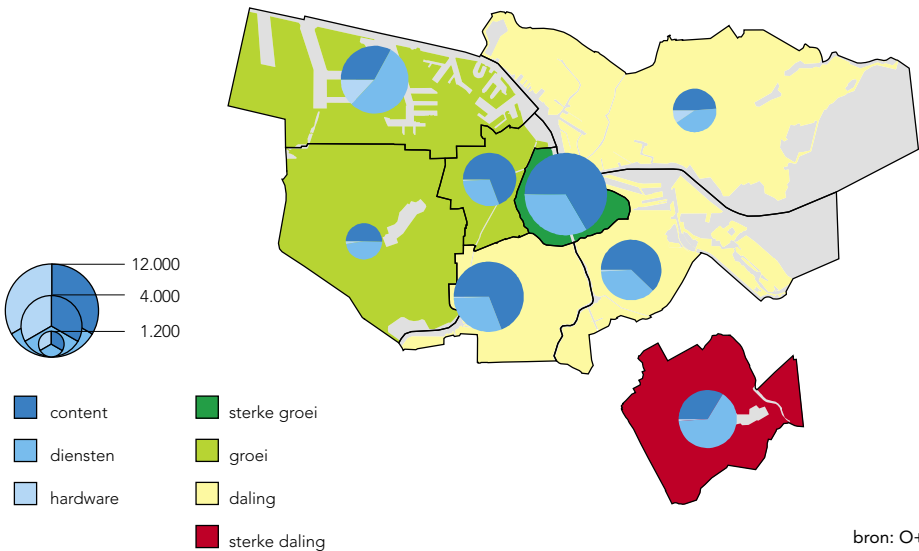 12.000
4.000
1.200
content
diensten
hardware
sterke groei
groei
daling
sterke daling
bron: